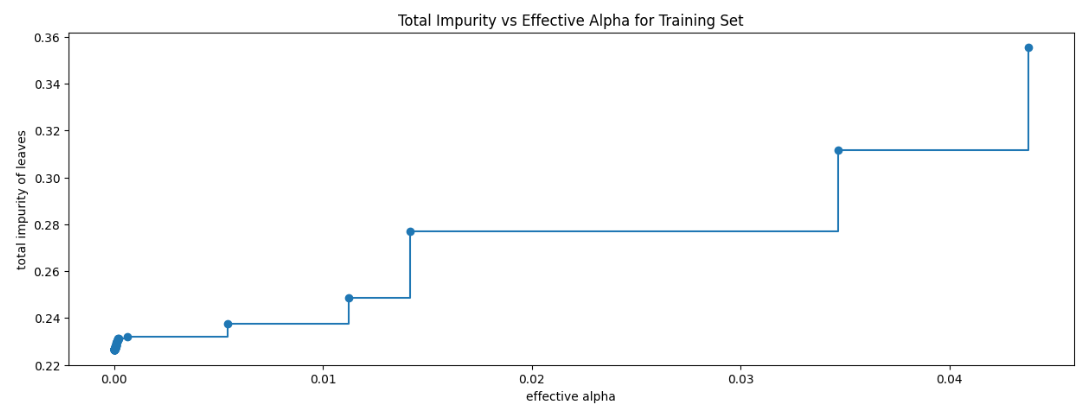 Total Impurity vs Effective Alpha for Training Set
0.36
0.34
0.32
0.30
0.28
0.26
0.24
0.22
total impurity of leaves
0.00 0.01 0.02 0.03 0.04
effective alpha